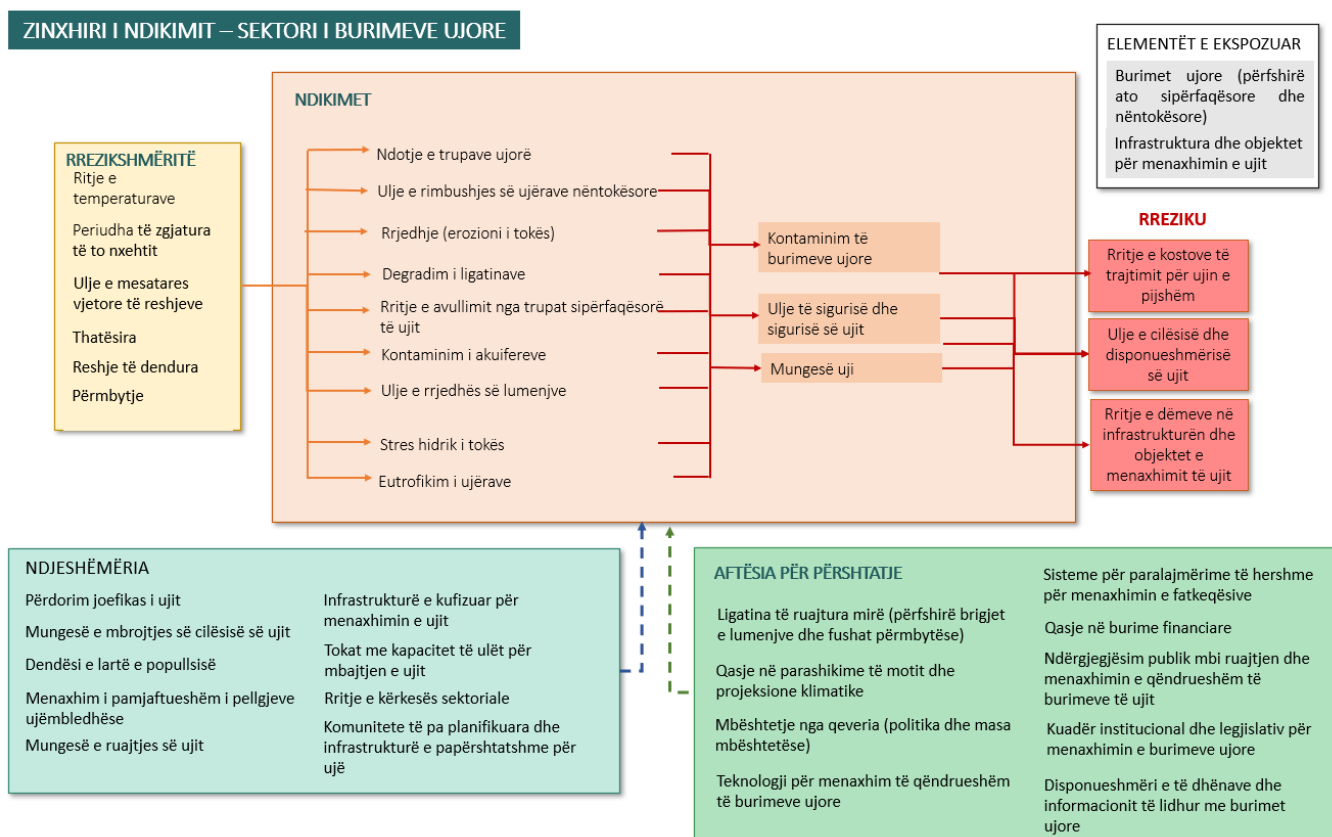 ZINXHIRI I NDIKIMIT – SEKTORI I BURIMEVE UJORE
ELEMENTËT E EKSPOZUAR
Burimet ujore (përfshirë
ato sipërfaqësore dhe
nëntokësore)
Infrastruktura dhe objektet
për menaxhimin e ujit
RREZIKSHMËRITË
Ritje e
temperaturave
Periudha të zgjatura
të to nxehtit
Ulje e mesatares
vjetore të reshjeve
Thatësira
Reshje të dendura
Përmbytje
NDIKIMET
Ndotje e trupave ujorë
Ulje e rimbushjes së ujërave nëntokësore
Rrjedhje (erozioni i tokës)
Degradim i ligatinave
Rritje e avullimit nga trupat sipërfaqësorë
të ujit
Kontaminim i akuifereve
Ulje e rrjedhës së lumenjve
Stres hidrik i tokës
Eutrofikim i ujërave
Kontaminim të
burimeve ujore
Ulje të sigurisë dhe
sigurisë së ujit
Mungesë uji
RREZIKU
Rritje e kostove të
trajtimit për ujin e
pijshëm
Ulje e cilësisë dhe
disponueshmërisë
së ujit
Rritje e dëmeve në
infrastrukturën dhe
objektet e
menaxhimit të ujit
NDJESHËMËRIA
Përdorim joefikas i ujit
Mungesë e mbrojtjes së cilësisë së ujit
Dendësi e lartë e popullsisë
Menaxhim i pamjaftueshëm i pellgjeve
ujëmbledhëse
Mungesë e ruajtjes së ujit
Infrastrukturë e kufizuar për
menaxhimin e ujit
Tokat me kapacitet të ulët për
mbajtjen e ujit
Rritje e kërkesës sektoriale
Komunitete të pa planifikuara dhe
infrastrukturë e papërshtatshme për
ujë
AFTËSIA PËR PËRSHTATJE
Ligatina të ruajtura mirë (përfshirë brigjet
e lumenjve dhe fushat përmbytëse)
Qasje në parashikime të motit dhe
projeksione klimatike
Mbështetje nga qeveria (politika dhe masa
mbështetëse)
Teknologji për menaxhim të qëndrueshëm
të burimeve ujore
Sisteme për paralajmërime të hershme
për menaxhimin e fatkeqësive
Qasje në burime financiare
Ndërgjegjësim publik mbi ruajtjen dhe
menaxhimin e qëndrueshëm të
burimeve të ujit
Kuadër institucional dhe legjislativ për
menaxhimin e burimeve ujore
Disponueshmëri e të dhënave dhe
informacionit të lidhur me burimet
ujore